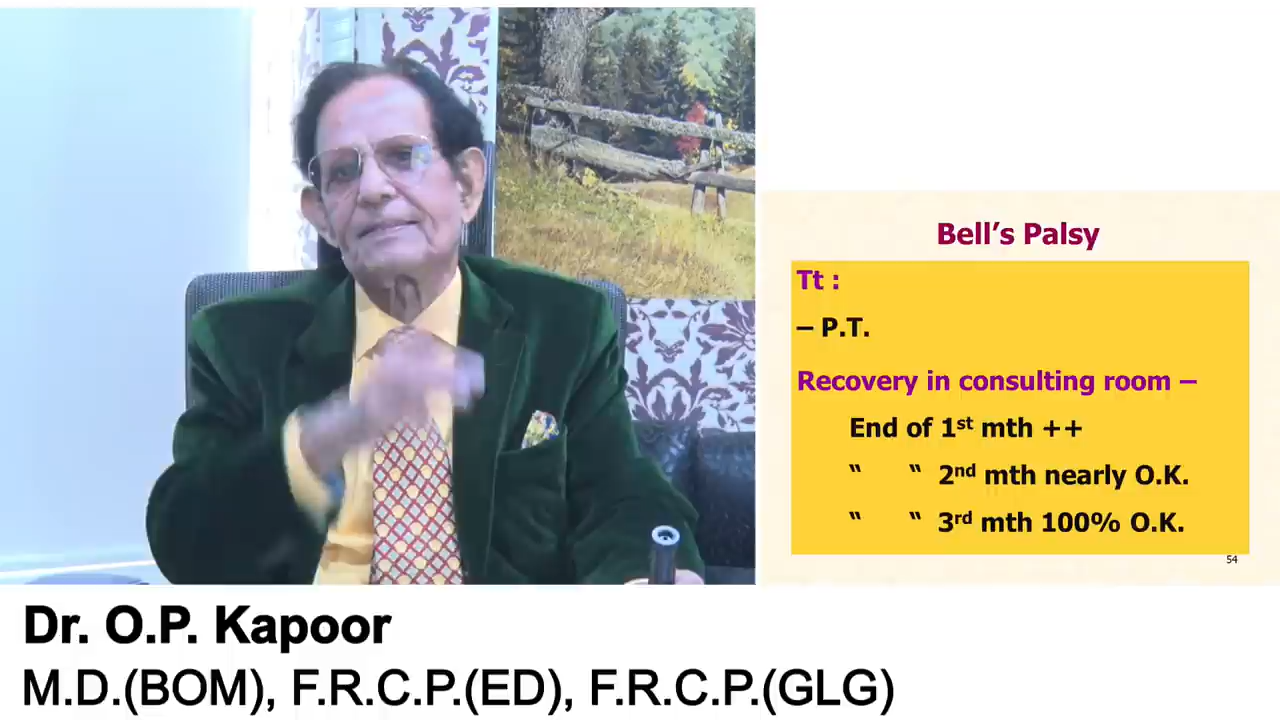 Bell’s Palsy
Tt :
– P.T.
Recovery in consulting room –
End of 1st mth ++
‟ ‟ 2nd mth nearly O.K.
‟ ‟ 3rd mth 100% O.K.
54
Dr. O.P. Kapoor
M.D.(BOM), F.R.C.P.(ED), F.R.C.P.(GLG)